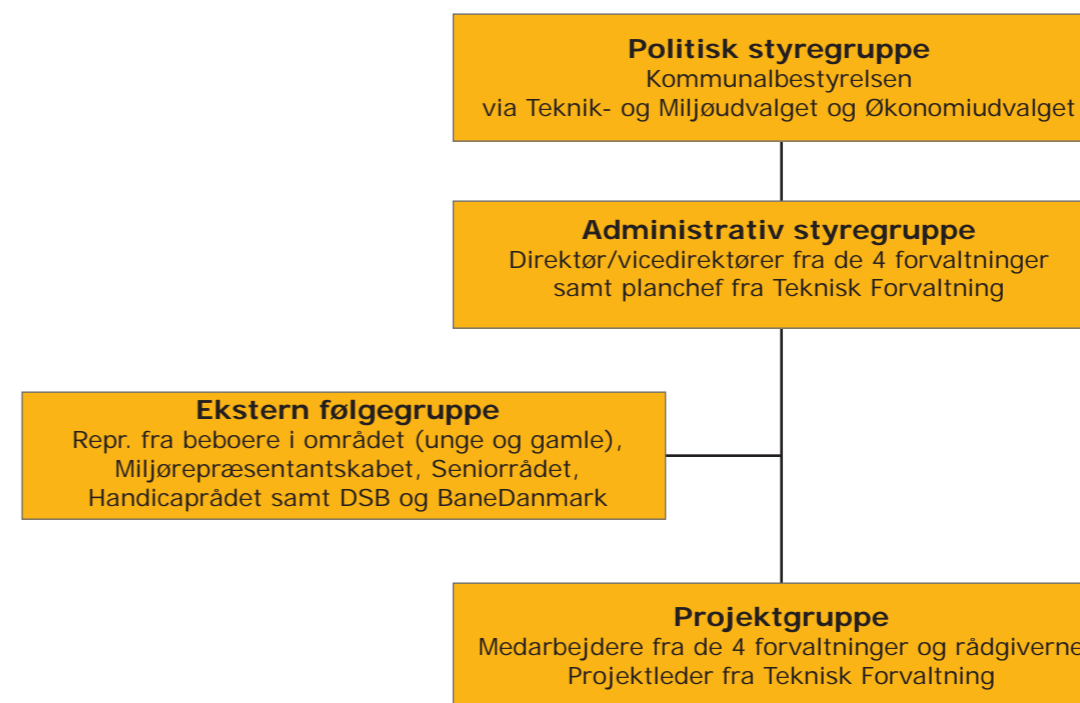 Politisk styregruppe
Kommunalbestyrelsen
via Teknik- og Miljøudvalget og Økonomiudvalget
Administrativ styregruppe
Direktør/vicedirektører fra de 4 forvaltninger
samt planchef fra Teknisk Forvaltning
Ekstern følgegruppe
Repr. fra beboere i området (unge og gamle),
Miljørepræsentantskabet, Seniorrådet,
Handicaprådet samt DSB og BaneDanmark
Projektgruppe
Medarbejdere fra de 4 forvaltninger og rådgivere
Projektleder fra Teknisk Forvaltning